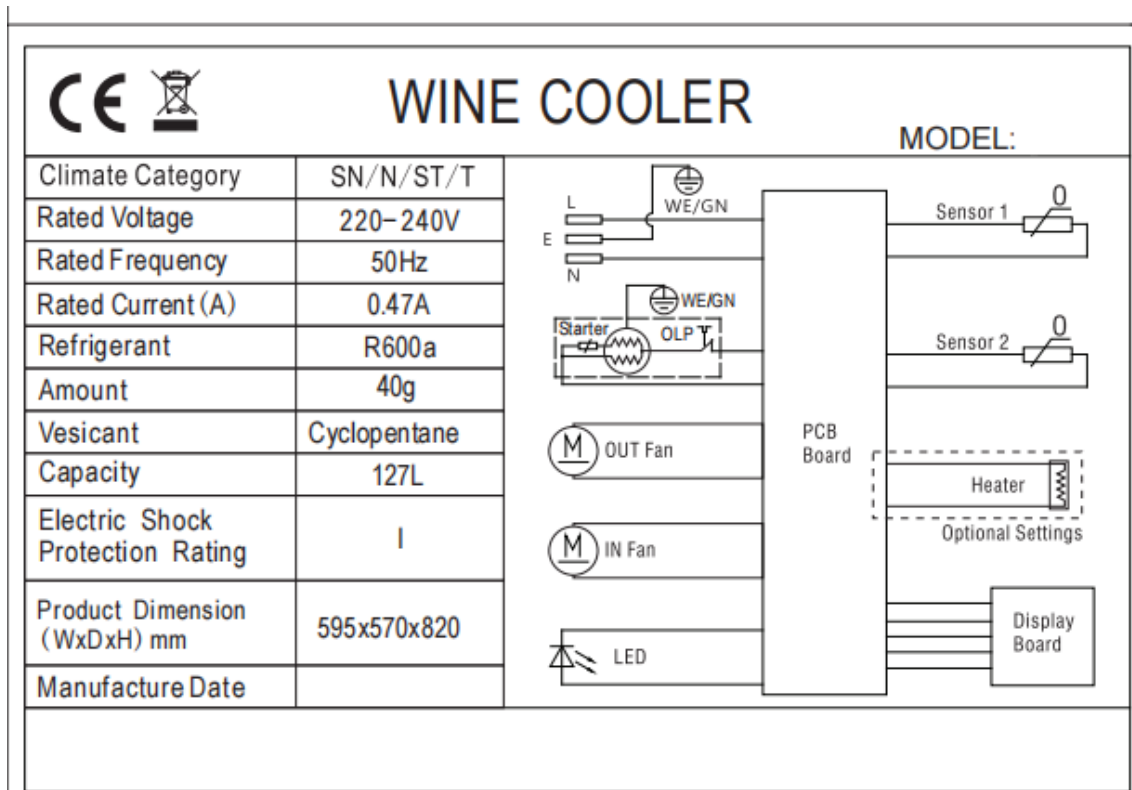 CE
WINE COOLER
MODEL:
Climate Category SN/N/ST/T
Rated Voltage 220-240V
Rated Frequency 50Hz
Rated Current(A) 0.47A
Refrigerant R600a
Amount 40g
Vesicant Cyclopentane
Capacity 127L
Electric Shock
Protection Rating I
Product Dimension
(WxDxH) mm 595x570x820
Manufacture Date
L
E
N
WE/GN
WE/GN
Starter
OLP
M OUT Fan
M IN Fan
LED
PCB
Board
Sensor 1
0
Sensor 2
0
Heater
Optional Settings
Display
Board